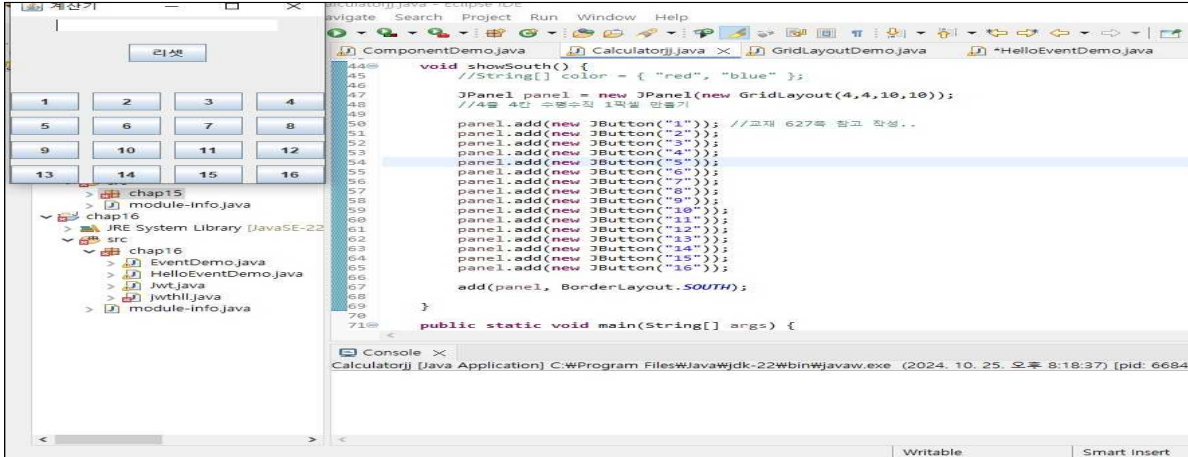 계산기
Calculatorjj.java - Eclipse IDE
avigate Search Project Run Window Help
리셋
1 2 3 4
5 6 7 8
9 10 11 12
13 14 15 16
src
chap15
module-info.java
chap16
JRE System Library [JavaSE-22
src
chap16
EventDemo.java
HelloEventDemo.java
Jwt.java
jwthll.java
module-info.java
ComponentDemo.java Calculatorjj.java GridLayoutDemo.java *HelloEventDemo.java
44 void showSouth() {
45 //String[] color = { "red", "blue" };
46
47 JPanel panel = new JPanel(new GridLayout(4,4,10,10));
48 //4줄 4칸 수평수직 1픽셀 만들기
49
50 panel.add(new JButton("1")); //교재 627쪽 참고 작성..
51 panel.add(new JButton("2"));
52 panel.add(new JButton("3"));
53 panel.add(new JButton("4"));
54 panel.add(new JButton("5"));
55 panel.add(new JButton("6"));
56 panel.add(new JButton("7"));
57 panel.add(new JButton("8"));
58 panel.add(new JButton("9"));
59 panel.add(new JButton("10"));
60 panel.add(new JButton("11"));
61 panel.add(new JButton("12"));
62 panel.add(new JButton("13"));
63 panel.add(new JButton("14"));
64 panel.add(new JButton("15"));
65 panel.add(new JButton("16"));
66
67 add(panel, BorderLayout.SOUTH);
68
69 }
70
71 public static void main(String[] args) {
Console
Calculatorjj [Java Application] C:₩Program Files₩Java₩jdk-22₩bin₩javaw.exe (2024. 10. 25. 오후 8:18:37) [pid: 6684
Writable Smart Insert